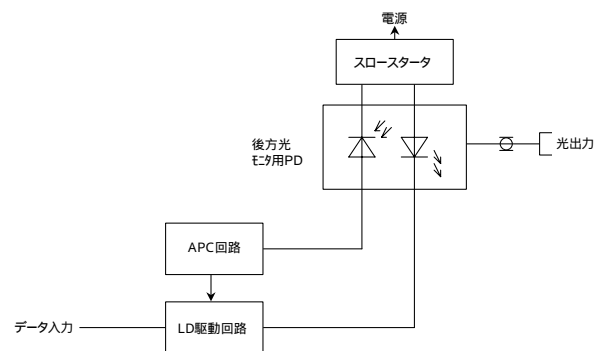 電源
スロースタータ
後方光
モニタ用PD
光出力
APC回路
データ入力
LD駆動回路